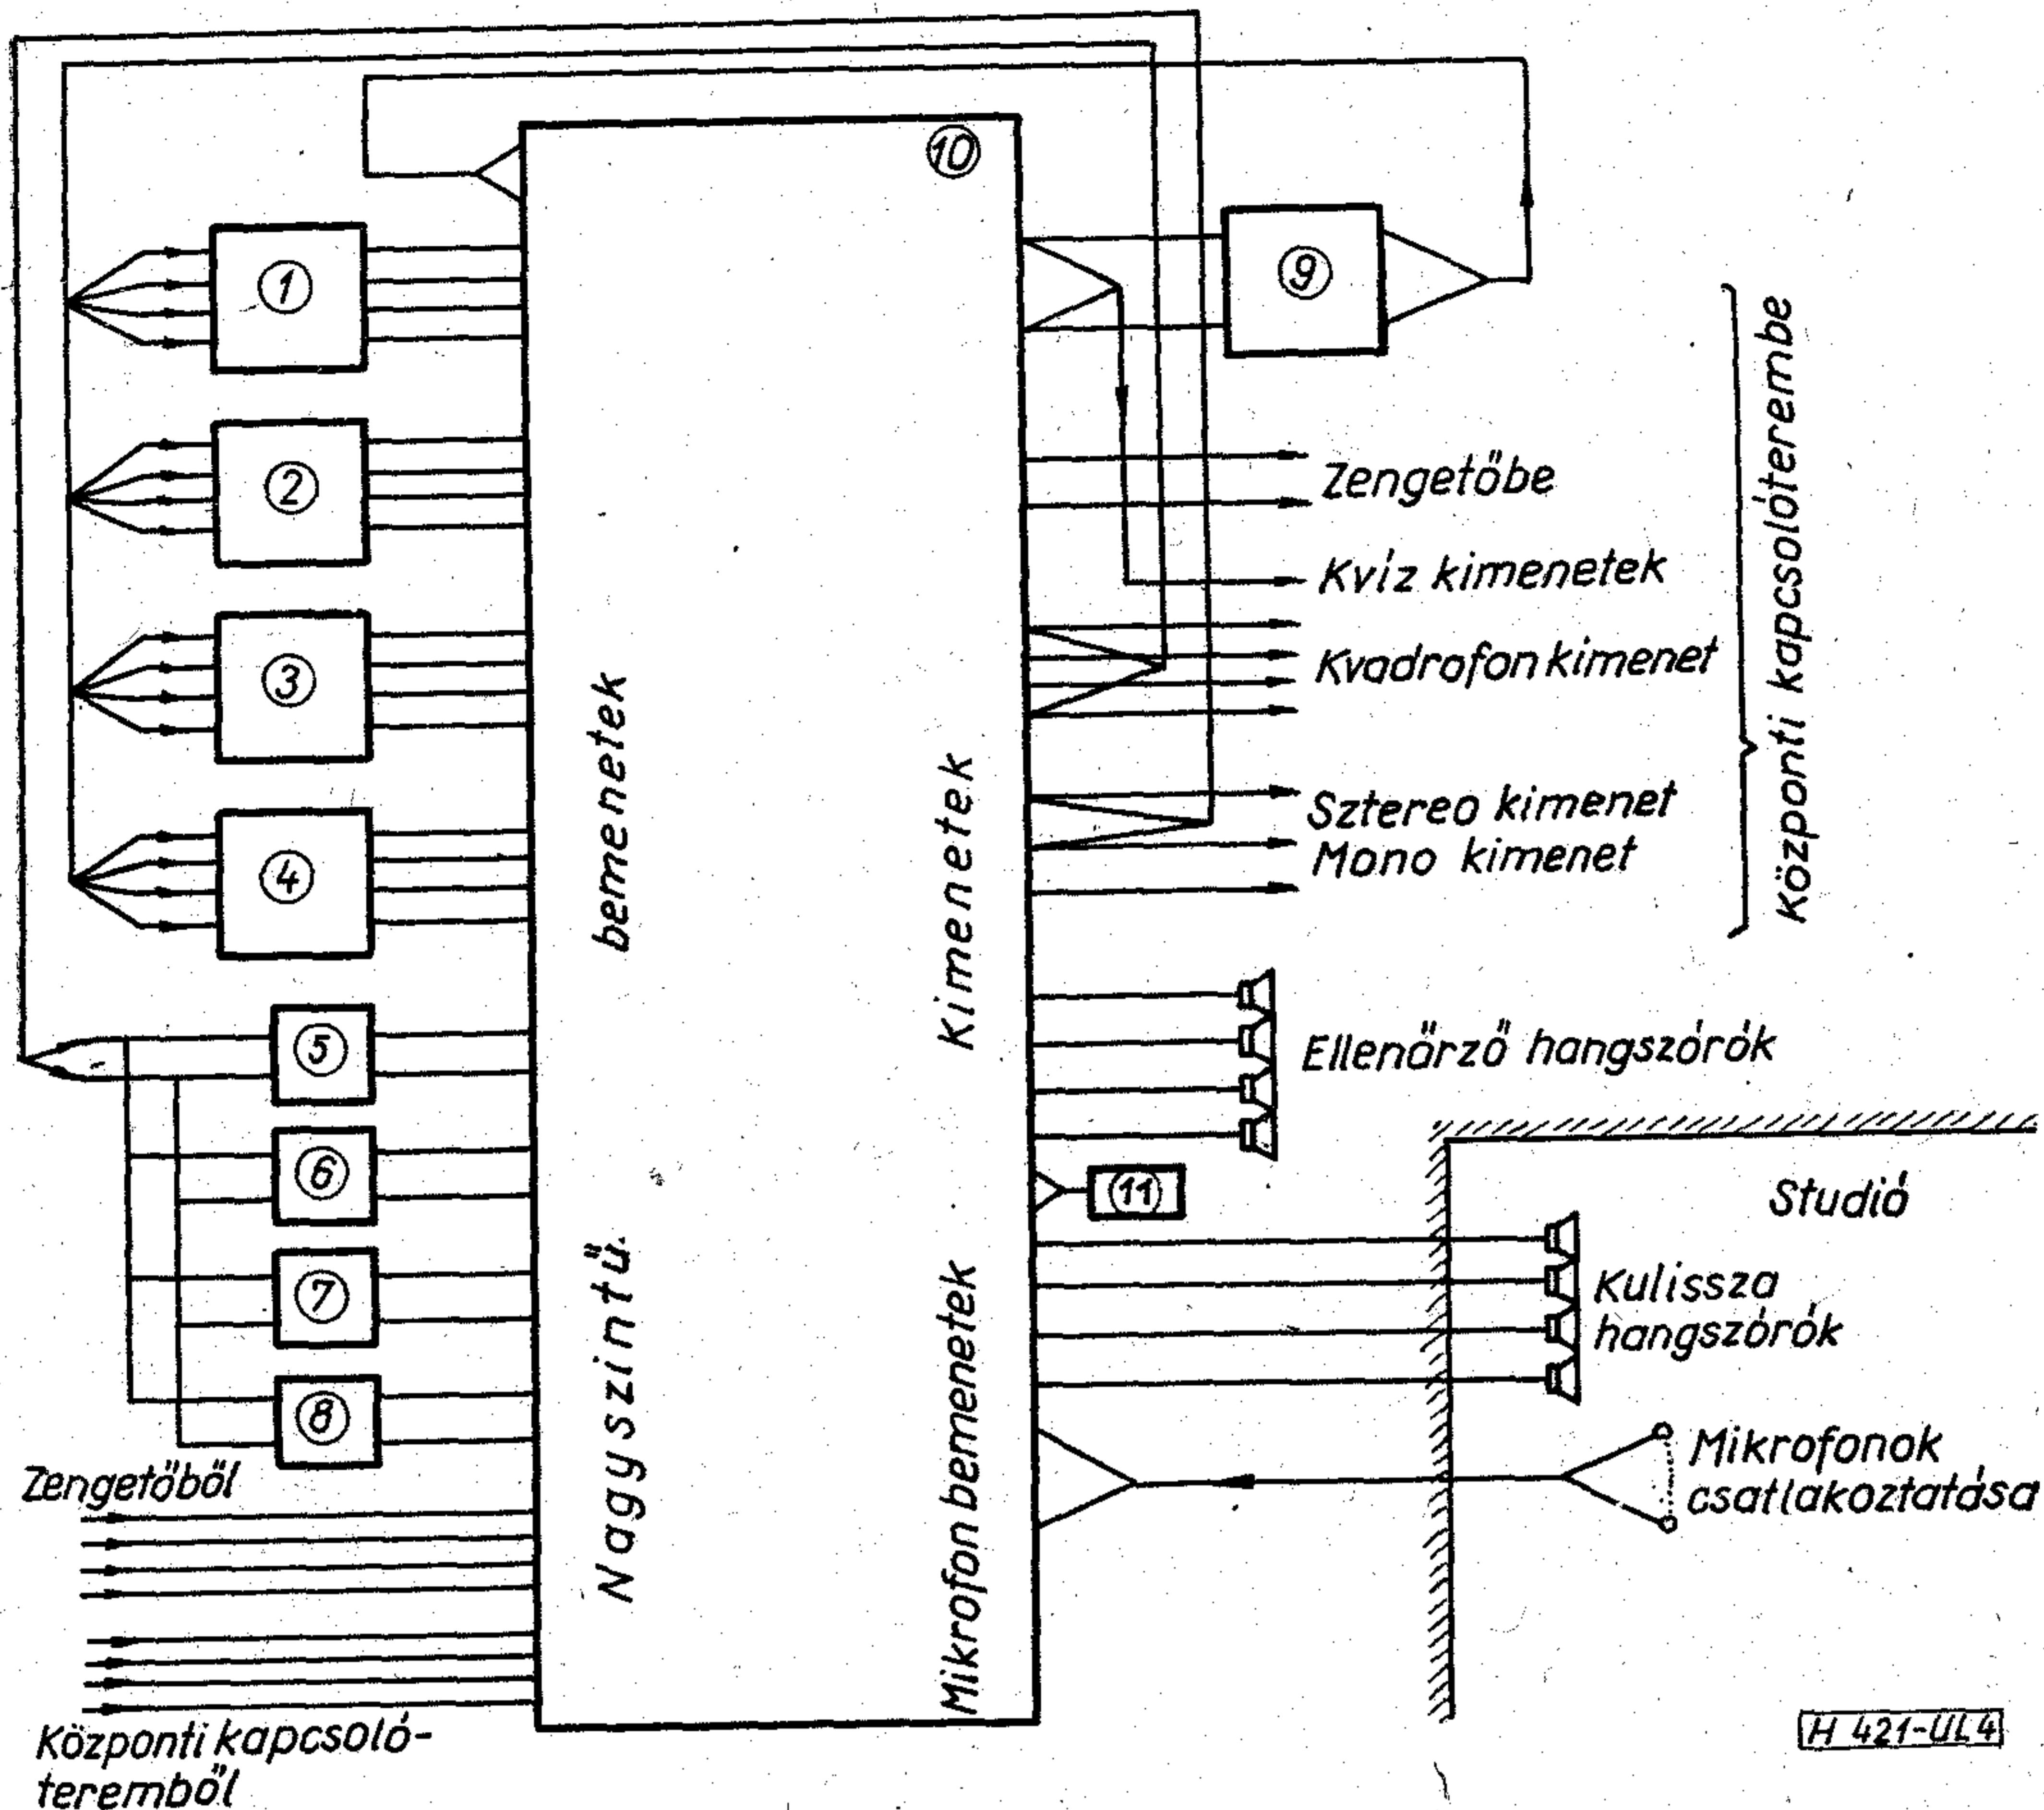 10
1
2
3
4
5
6
7
8
9
11
Nagyszintű bemenetek
Kimenetek
Mikrofon bemenetek
Zengetőbe
Kvíz kimenetek
Kvadrofon kimenet
Sztereo kimenet
Mono kimenet
Központi kapcsolóterembe
Ellenőrző hangszórók
Studió
Kulissza
hangszórók
Mikrofonok
csatlakoztatása
Zengetőből
Központi kapcsoló-
teremből
H 421-ÚL4